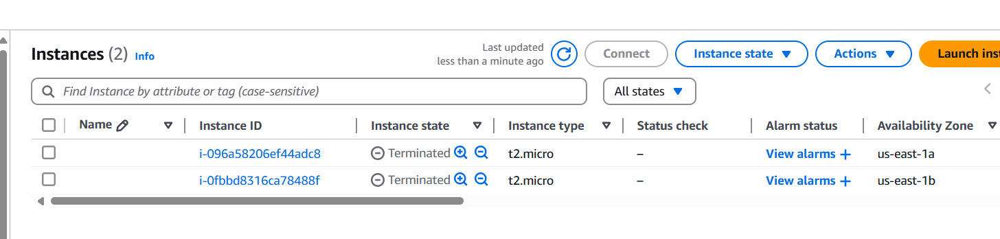 Instances (2) Info
Last updated
less than a minute ago
Connect
Instance state
Actions
Launch
Find Instance by attribute or tag (case-sensitive)
All states
Name Instance ID Instance state Instance type Status check Alarm status Availability Zone
i-096a58206ef44adc8 Terminated t2.micro – View alarms + us-east-1a
i-0fbbd8316ca78488f Terminated t2.micro – View alarms + us-east-1b